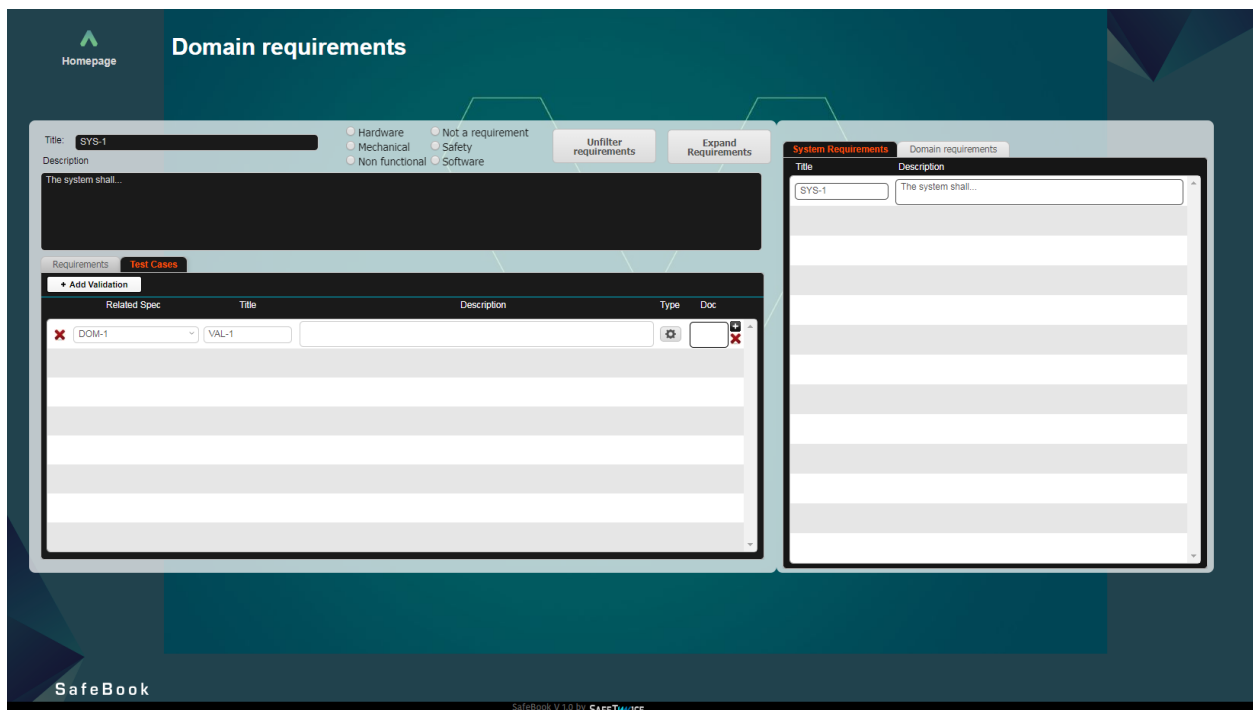 Homepage
Domain requirements
Title: SYS-1
Hardware Not a requirement
Mechanical Safety
Non functional Software
Unfilter
requirements
Expand
Requirements
Description
The system shall...
Requirements Test Cases
+ Add Validation
Related Spec Title Description Type Doc
DOM-1 VAL-1
System Requirements Domain requirements
Title Description
SYS-1 The system shall...
SafeBook
SafeBook V 1.0 by SAFETWICE